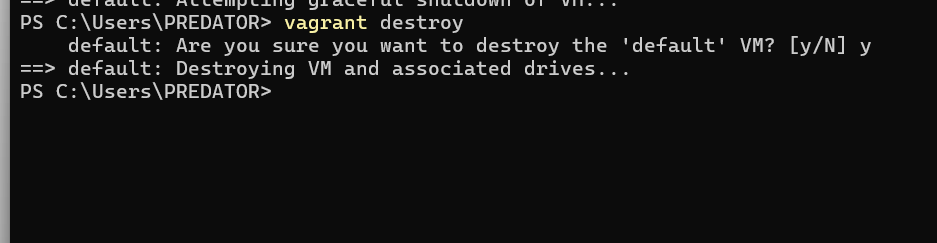 ==> default: Attempting graceful shutdown of VM...
PS C:\Users\PREDATOR> vagrant destroy
    default: Are you sure you want to destroy the 'default' VM? [y/N] y
==> default: Destroying VM and associated drives...
PS C:\Users\PREDATOR>